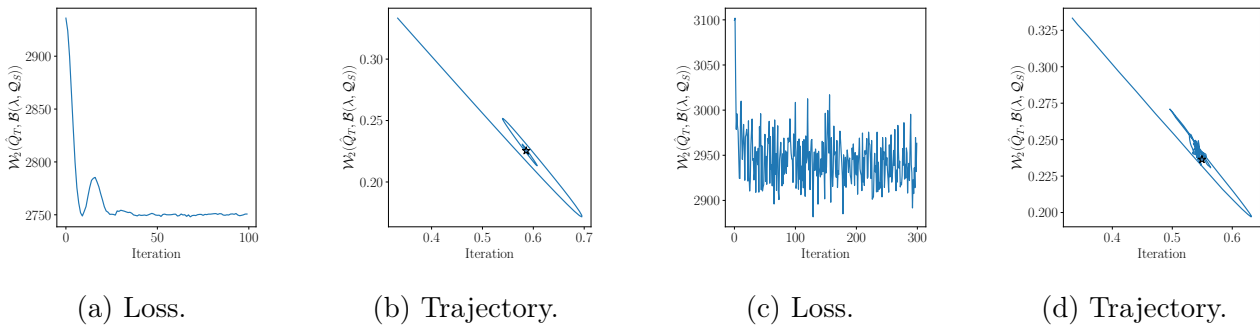 2900
2850
2800
2750
0
50
100
Iteration
𝒲₂(Q̂_T, ℬ(λ, 𝒬_S))
(a) Loss.
0.30
0.25
0.20
0.4
0.5
0.6
0.7
Iteration
𝒲₂(Q̂_T, ℬ(λ, 𝒬_S))
(b) Trajectory.
3100
3050
3000
2950
2900
0
100
200
300
Iteration
𝒲₂(Q̂_T, ℬ(λ, 𝒬_S))
(c) Loss.
0.325
0.300
0.275
0.250
0.225
0.200
0.4
0.5
0.6
Iteration
𝒲₂(Q̂_T, ℬ(λ, 𝒬_S))
(d) Trajectory.